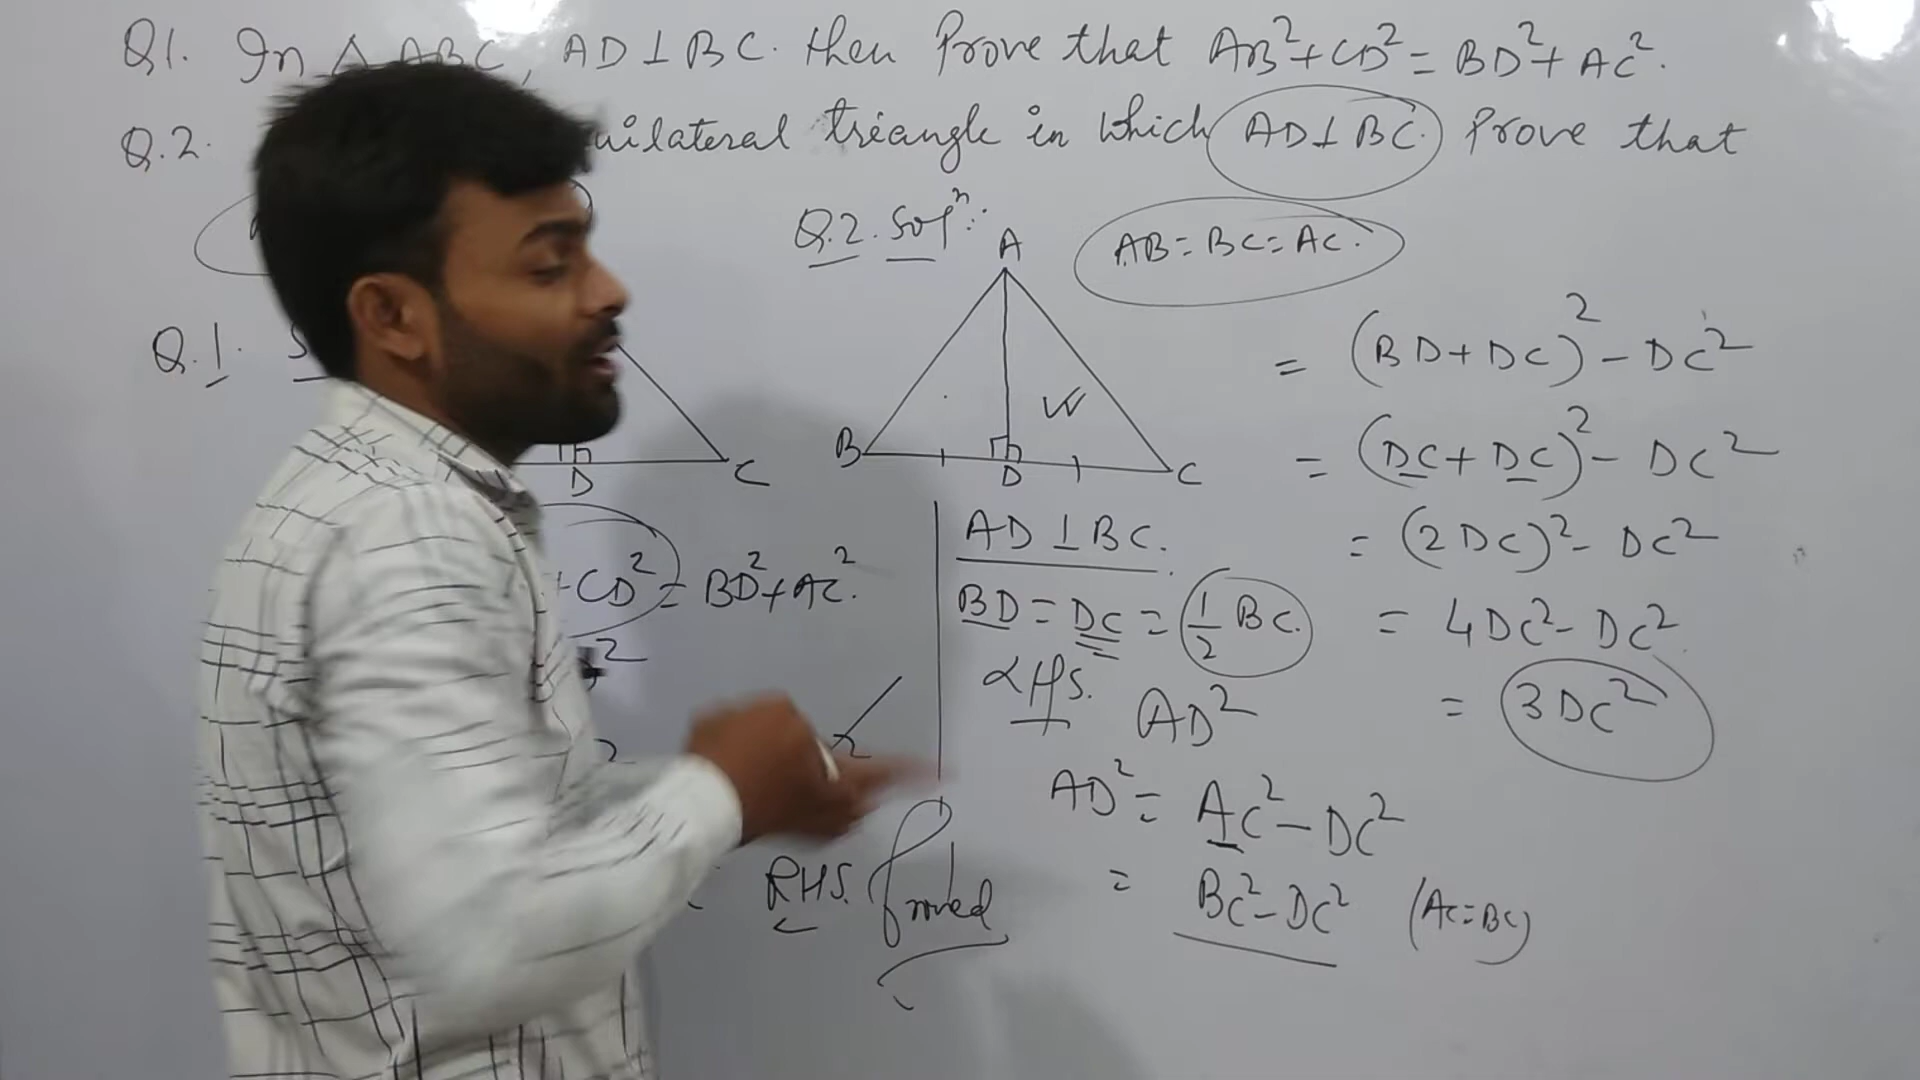 Q1. In △ ABC, AD ⊥ BC. then Prove that AB²+CD² = BD²+AC².
Q.2. uilateral triangle in which AD ⊥ BC. Prove that
Q.2. Solⁿ:
A
AB = BC = AC.
B
D
C
Q.1. S
D
C
+CD² = BD²+AC².
RHS. Proved
AD ⊥ BC.
BD = DC = 1/2 BC.
LHS. AD²
AD² = AC² – DC²
= BC² – DC² (AC = BC)
= (BD+DC)² – DC²
= (DC+DC)² – DC²
= (2DC)² – DC²
= 4DC² – DC²
= 3DC²